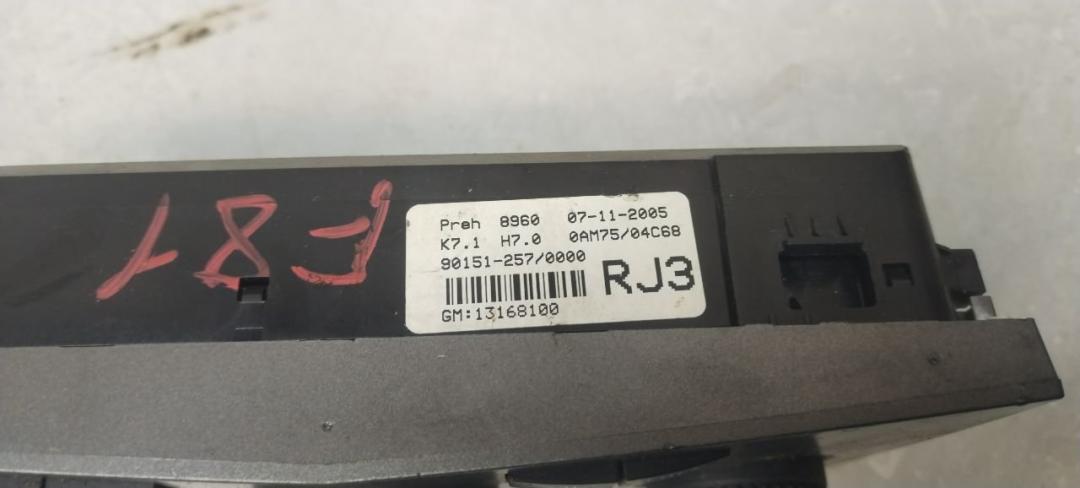 Preh 8960 07-11-2005
K7.1 H7.0 0AM75/04C68
90151-257/0000
RJ3
GM:13168100